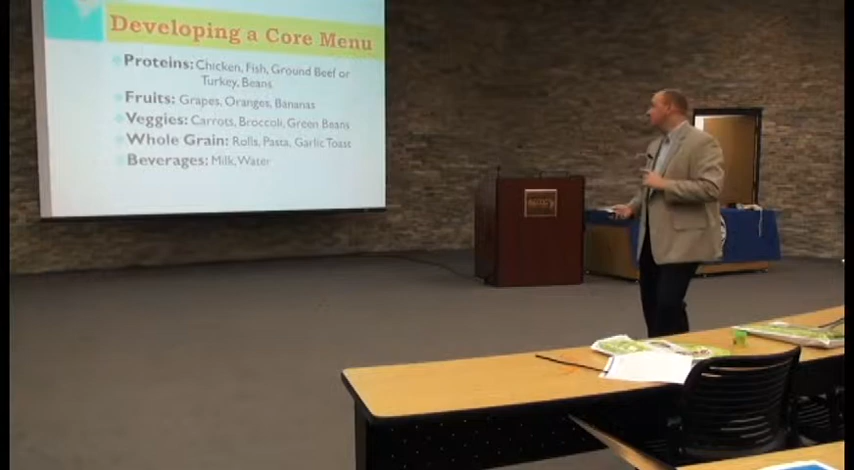 Developing a Core Menu
Proteins: Chicken, Fish, Ground Beef or
Turkey, Beans
Fruits: Grapes, Oranges, Bananas
Veggies: Carrots, Broccoli, Green Beans
Whole Grain: Rolls, Pasta, Garlic Toast
Beverages: Milk, Water